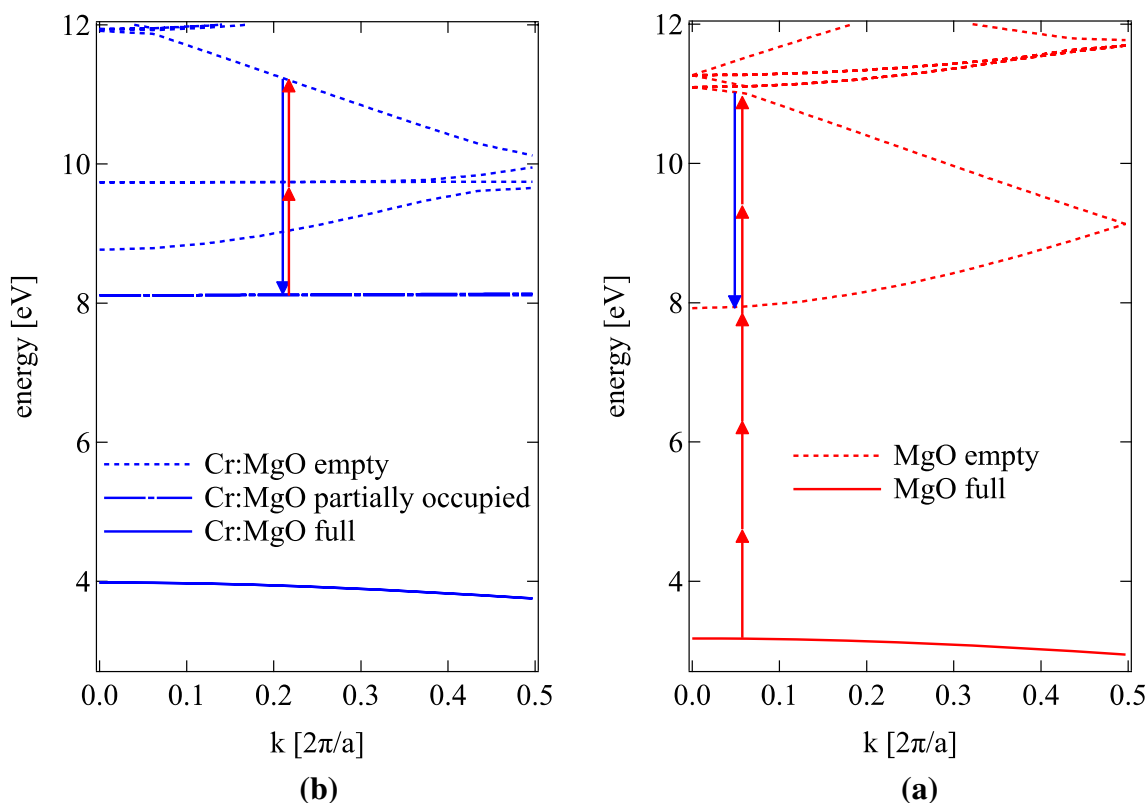 12
10
8
6
4
energy [eV]
Cr:MgO empty
Cr:MgO partially occupied
Cr:MgO full
0.0 0.1 0.2 0.3 0.4 0.5
k [2π/a]
(b)
12
10
8
6
4
energy [eV]
MgO empty
MgO full
0.0 0.1 0.2 0.3 0.4 0.5
k [2π/a]
(a)